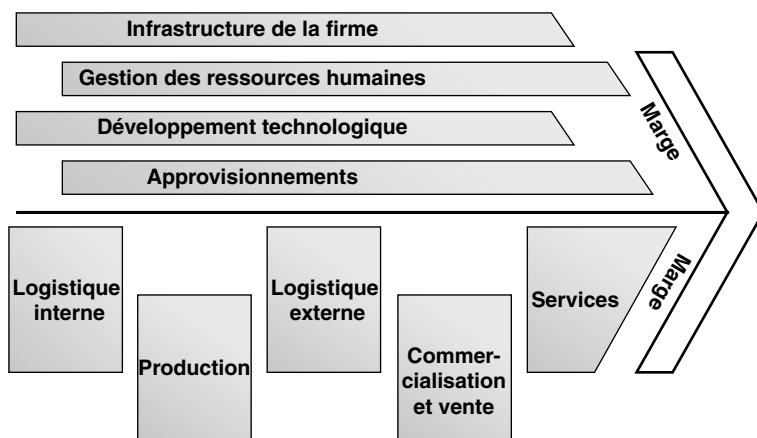 Infrastructure de la firme
Gestion des ressources humaines
Développement technologique
Approvisionnements
Marge
Logistique
interne
Production
Logistique
externe
Commer-
cialisation
et vente
Services
Marge